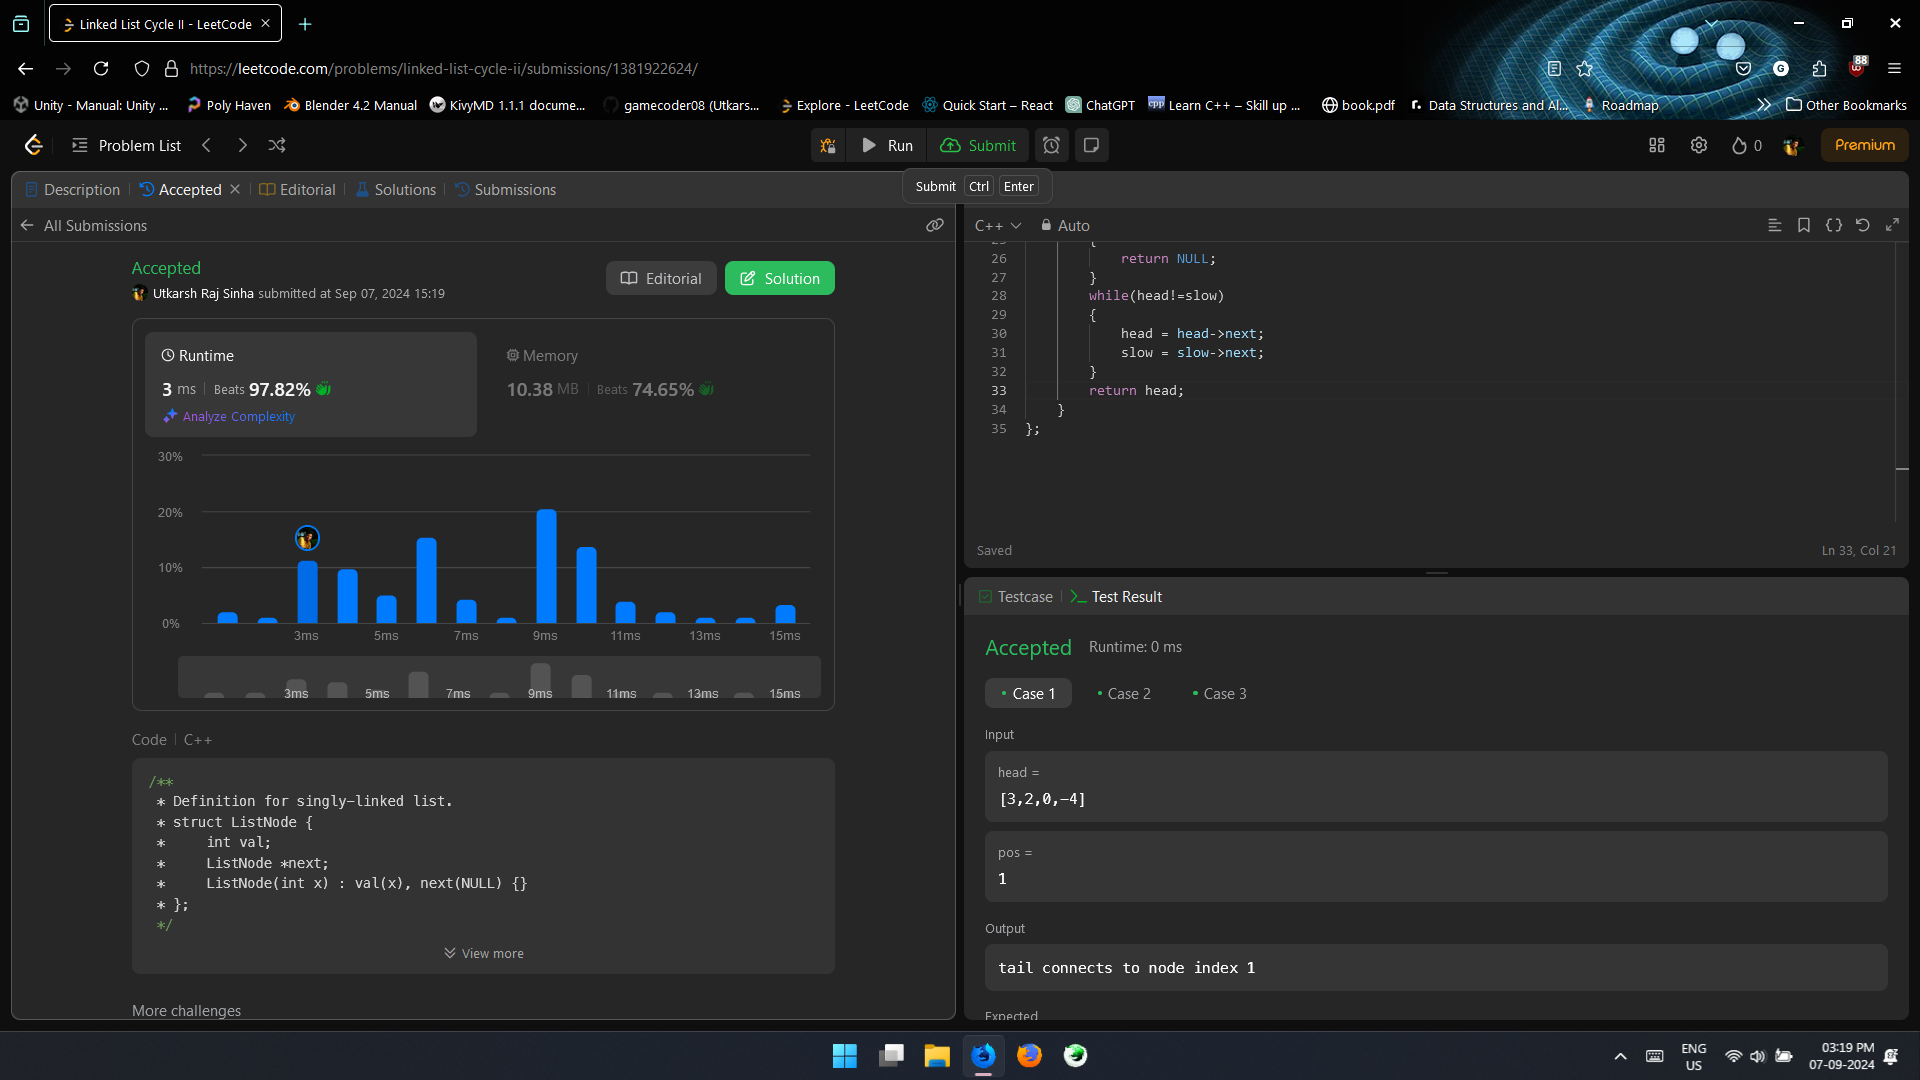 Linked List Cycle II - LeetCode
https://leetcode.com/problems/linked-list-cycle-ii/submissions/1381922624/
88
Unity - Manual: Unity ...
Poly Haven
Blender 4.2 Manual
KivyMD 1.1.1 docume...
gamecoder08 (Utkars...
Explore - LeetCode
Quick Start – React
ChatGPT
Learn C++ – Skill up ...
book.pdf
Data Structures and Al...
Roadmap
Other Bookmarks
Problem List
Run
Submit
0
Premium
Description
Accepted
Editorial
Solutions
Submissions
Submit Ctrl Enter
All Submissions
Accepted
Utkarsh Raj Sinha submitted at Sep 07, 2024 15:19
Editorial
Solution
Runtime
3 ms | Beats 97.82%
Analyze Complexity
Memory
10.38 MB | Beats 74.65%
30%
20%
10%
0%
3ms 5ms 7ms 9ms 11ms 13ms 15ms
3ms 5ms 7ms 9ms 11ms 13ms 15ms
Code | C++
/**
* Definition for singly-linked list.
* struct ListNode {
*     int val;
*     ListNode *next;
*     ListNode(int x) : val(x), next(NULL) {}
* };
*/
View more
More challenges
C++
Auto
25 {
26 return NULL;
27 }
28 while(head!=slow)
29 {
30 head = head->next;
31 slow = slow->next;
32 }
33 return head;
34 }
35 };
Saved
Ln 33, Col 21
Testcase
Test Result
Accepted Runtime: 0 ms
Case 1
Case 2
Case 3
Input
head =
[3,2,0,-4]
pos =
1
Output
tail connects to node index 1
Expected
ENG
US
03:19 PM
07-09-2024